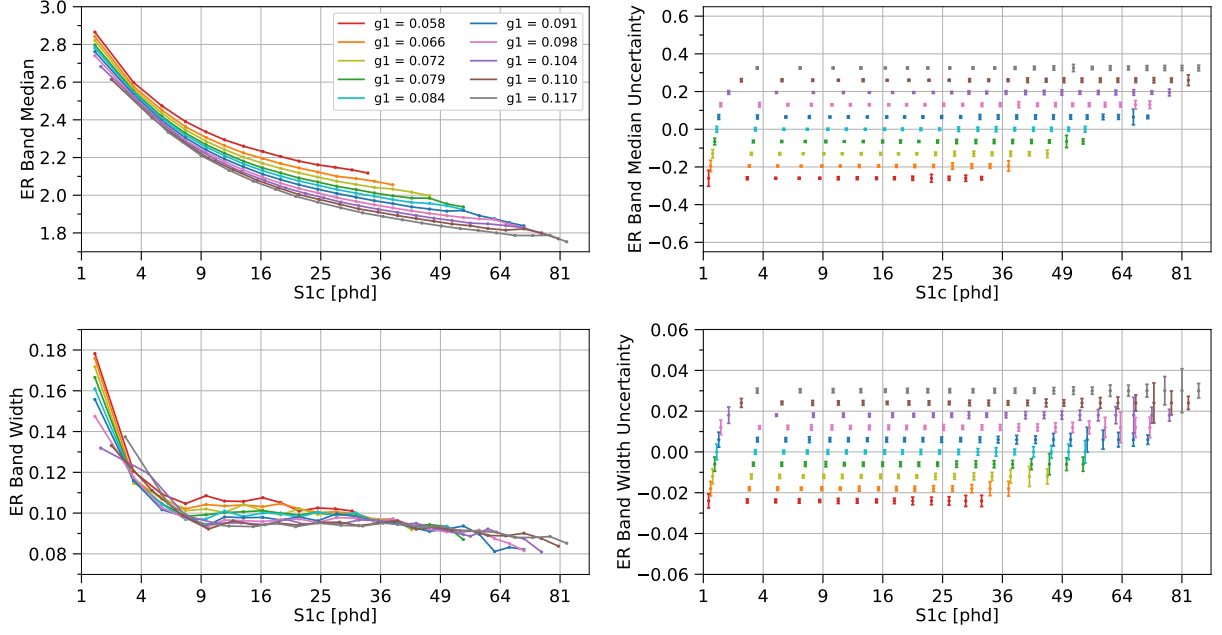 ER Band Median
3.0
2.8
2.6
2.4
2.2
2.0
1.8
g1 = 0.058
g1 = 0.066
g1 = 0.072
g1 = 0.079
g1 = 0.084
g1 = 0.091
g1 = 0.098
g1 = 0.104
g1 = 0.110
g1 = 0.117
1 4 9 16 25 36 49 64 81
S1c [phd]
ER Band Median Uncertainty
0.6
0.4
0.2
0.0
−0.2
−0.4
−0.6
1 4 9 16 25 36 49 64 81
S1c [phd]
ER Band Width
0.18
0.16
0.14
0.12
0.10
0.08
1 4 9 16 25 36 49 64 81
S1c [phd]
ER Band Width Uncertainty
0.06
0.04
0.02
0.00
−0.02
−0.04
−0.06
1 4 9 16 25 36 49 64 81
S1c [phd]